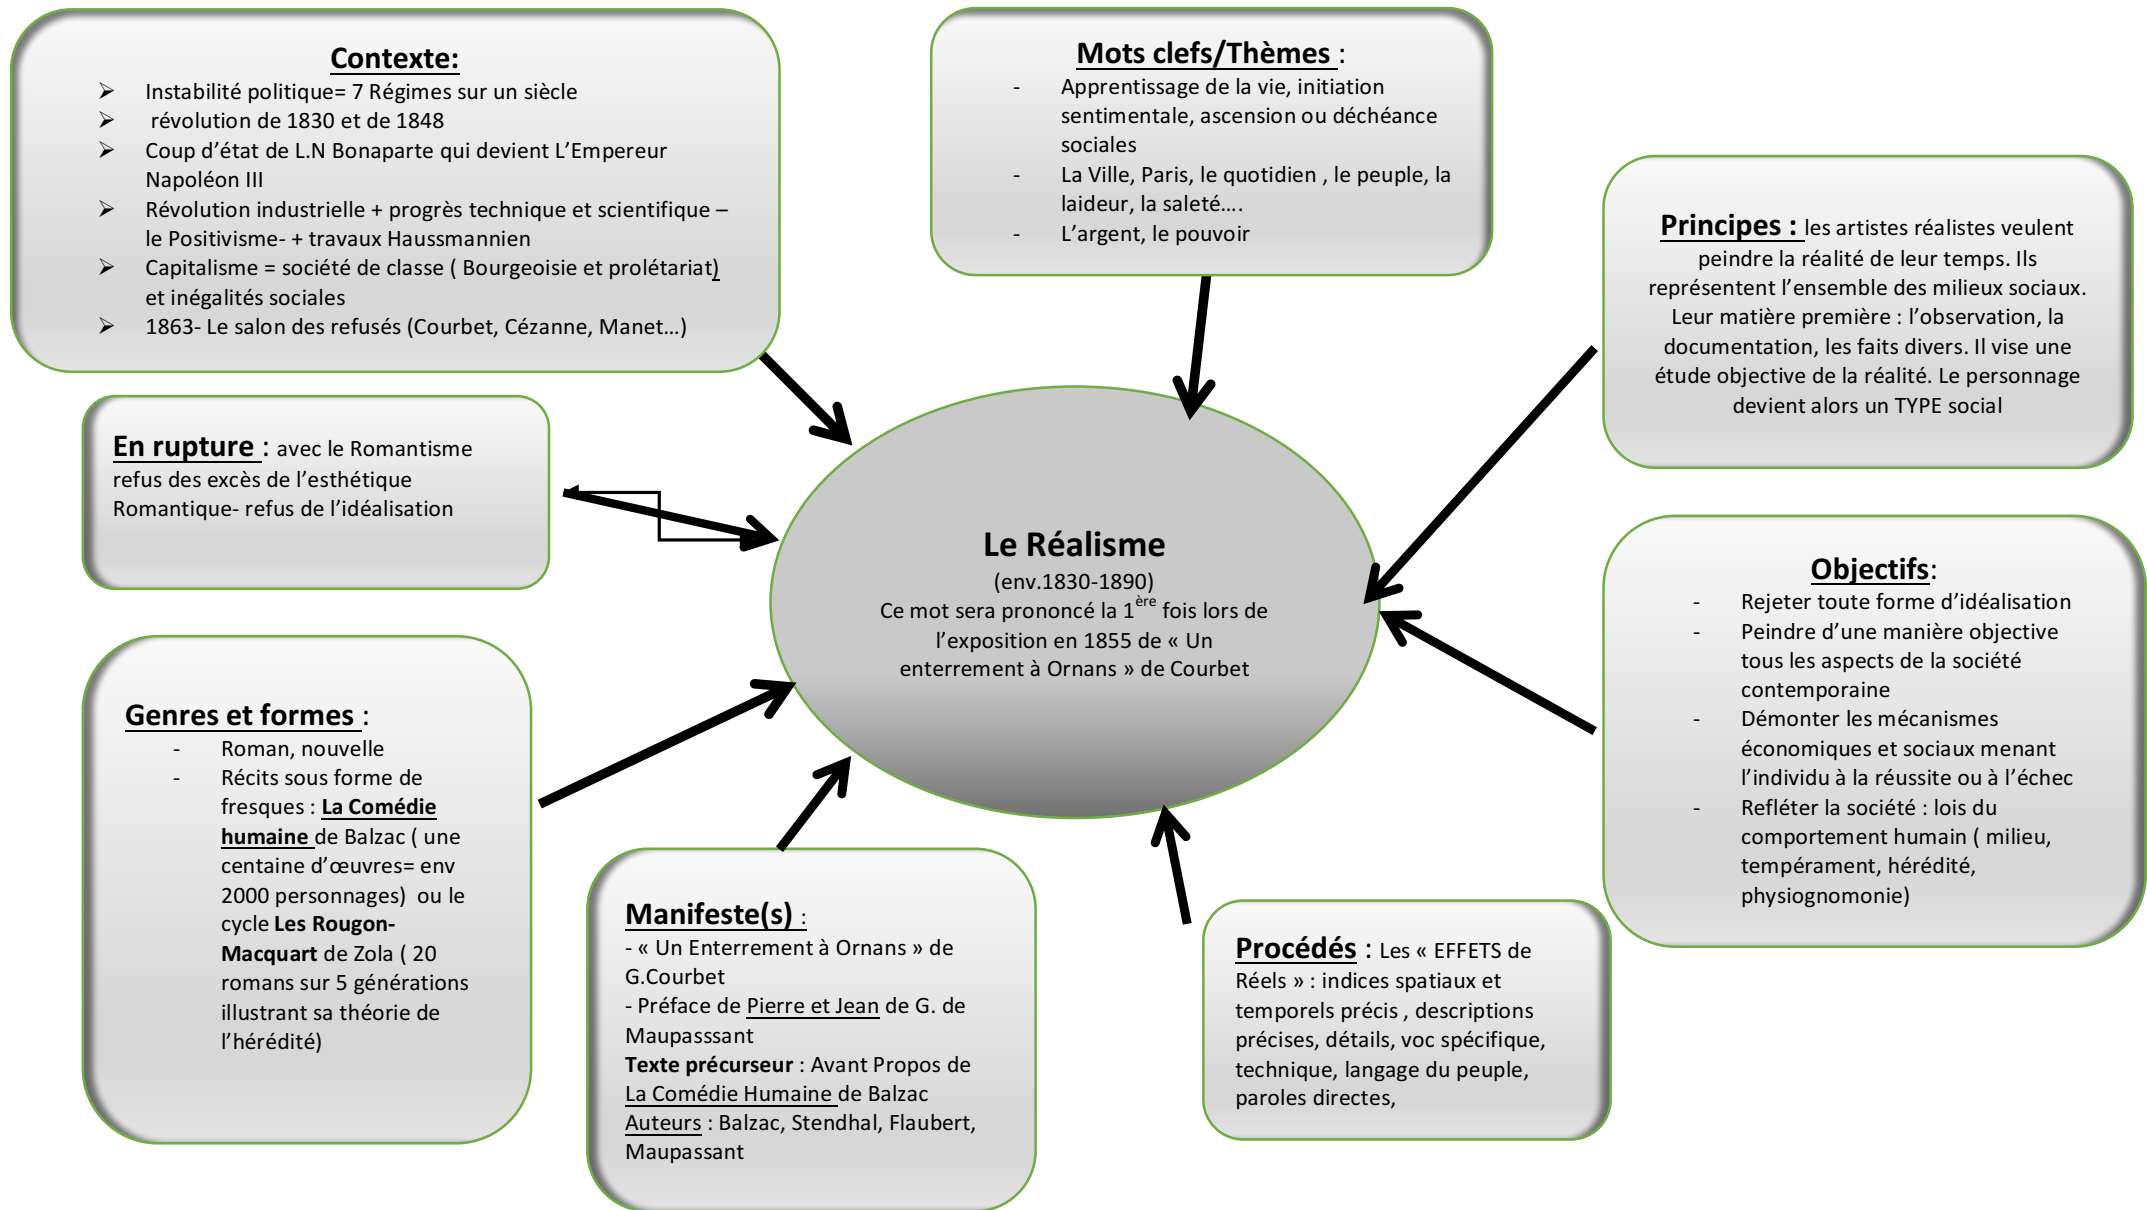 Contexte:
➢ Instabilité politique= 7 Régimes sur un siècle
➢ révolution de 1830 et de 1848
➢ Coup d’état de L.N Bonaparte qui devient L’Empereur
Napoléon III
➢ Révolution industrielle + progrès technique et scientifique –
le Positivisme- + travaux Haussmannien
➢ Capitalisme = société de classe ( Bourgeoisie et prolétariat)
et inégalités sociales
➢ 1863- Le salon des refusés (Courbet, Cézanne, Manet…)
Mots clefs/Thèmes :
- Apprentissage de la vie, initiation
sentimentale, ascension ou déchéance
sociales
- La Ville, Paris, le quotidien , le peuple, la
laideur, la saleté….
- L’argent, le pouvoir
Principes : les artistes réalistes veulent
peindre la réalité de leur temps. Ils
représentent l’ensemble des milieux sociaux.
Leur matière première : l’observation, la
documentation, les faits divers. Il vise une
étude objective de la réalité. Le personnage
devient alors un TYPE social
En rupture : avec le Romantisme
refus des excès de l’esthétique
Romantique- refus de l’idéalisation
Le Réalisme
(env.1830-1890)
Ce mot sera prononcé la 1ère fois lors de
l’exposition en 1855 de « Un
enterrement à Ornans » de Courbet
Objectifs:
- Rejeter toute forme d’idéalisation
- Peindre d’une manière objective
tous les aspects de la société
contemporaine
- Démonter les mécanismes
économiques et sociaux menant
l’individu à la réussite ou à l’échec
- Refléter la société : lois du
comportement humain ( milieu,
tempérament, hérédité,
physiognomonie)
Genres et formes :
- Roman, nouvelle
- Récits sous forme de
fresques : La Comédie
humaine de Balzac ( une
centaine d’œuvres= env
2000 personnages) ou le
cycle Les Rougon-
Macquart de Zola ( 20
romans sur 5 générations
illustrant sa théorie de
l’hérédité)
Manifeste(s) :
- « Un Enterrement à Ornans » de
G.Courbet
- Préface de Pierre et Jean de G. de
Maupasssant
Texte précurseur : Avant Propos de
La Comédie Humaine de Balzac
Auteurs : Balzac, Stendhal, Flaubert,
Maupassant
Procédés : Les « EFFETS de
Réels » : indices spatiaux et
temporels précis , descriptions
précises, détails, voc spécifique,
technique, langage du peuple,
paroles directes,